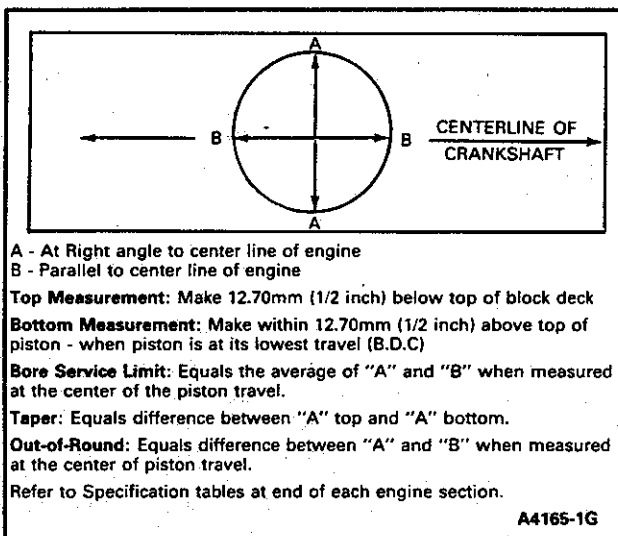 A
B
B
CENTERLINE OF
CRANKSHAFT
A
A - At Right angle to center line of engine
B - Parallel to center line of engine
Top Measurement: Make 12.70mm (1/2 inch) below top of block deck
Bottom Measurement: Make within 12.70mm (1/2 inch) above top of
piston - when piston is at its lowest travel (B.D.C)
Bore Service Limit: Equals the average of "A" and "B" when measured
at the center of the piston travel.
Taper: Equals difference between "A" top and "A" bottom.
Out-of-Round: Equals difference between "A" and "B" when measured
at the center of piston travel.
Refer to Specification tables at end of each engine section.
A4165-1G